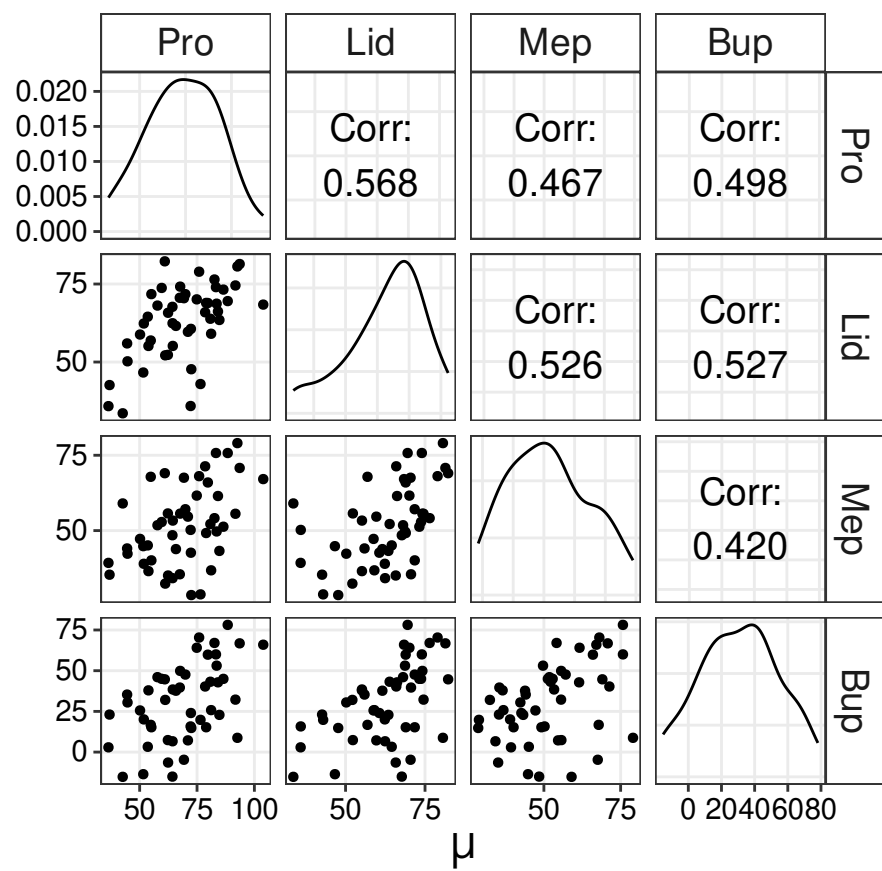 Pro Lid Mep Bup
0.020
0.015
0.010
0.005
0.000
Corr:
0.568
Corr:
0.467
Corr:
0.498
Pro
75
50
Corr:
0.526
Corr:
0.527
Lid
75
50
Corr:
0.420
Mep
75
50
25
0
Bup
50 75 100 50 75 50 75 0 20406080
μ